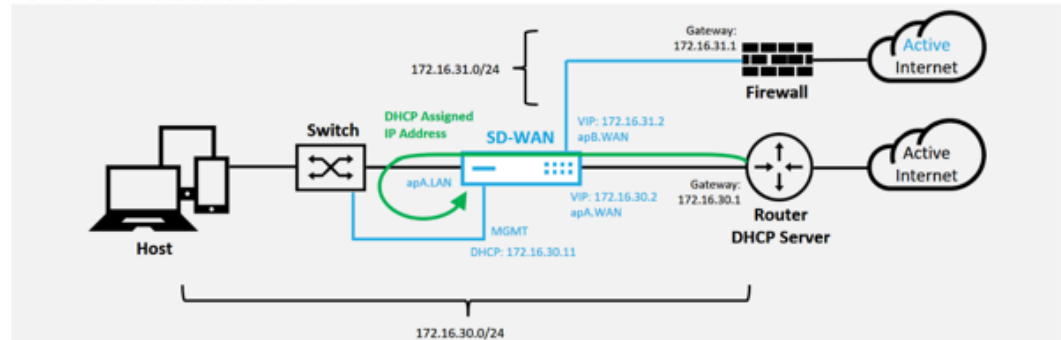 Gateway:
172.16.31.1
Active
Internet
172.16.31.0/24
Firewall
DHCP Assigned
IP Address
Switch
SD-WAN
VIP: 172.16.31.2
apB.WAN
Active
Internet
apA.LAN
Gateway:
172.16.30.1
VIP: 172.16.30.2
apA.WAN
Router
DHCP Server
MGMT
DHCP: 172.16.30.11
Host
172.16.30.0/24